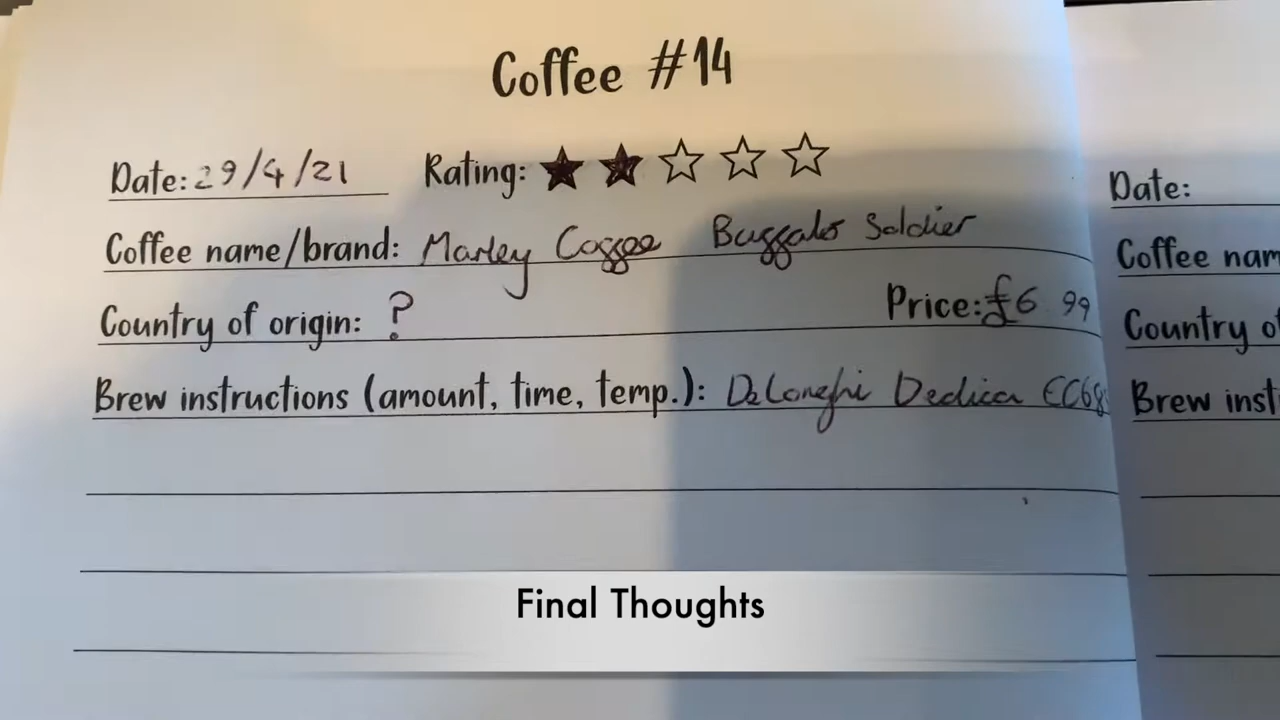 Coffee #14
Date: 29/4/21 Rating:
Date:
Coffee name/brand: Marley Coffee Buffalo Soldier
Coffee nam
Country of origin: ? Price: £6 99
Country of
Brew instructions (amount, time, temp.): DeLonghi Dedica EC68
Brew inst
Final Thoughts